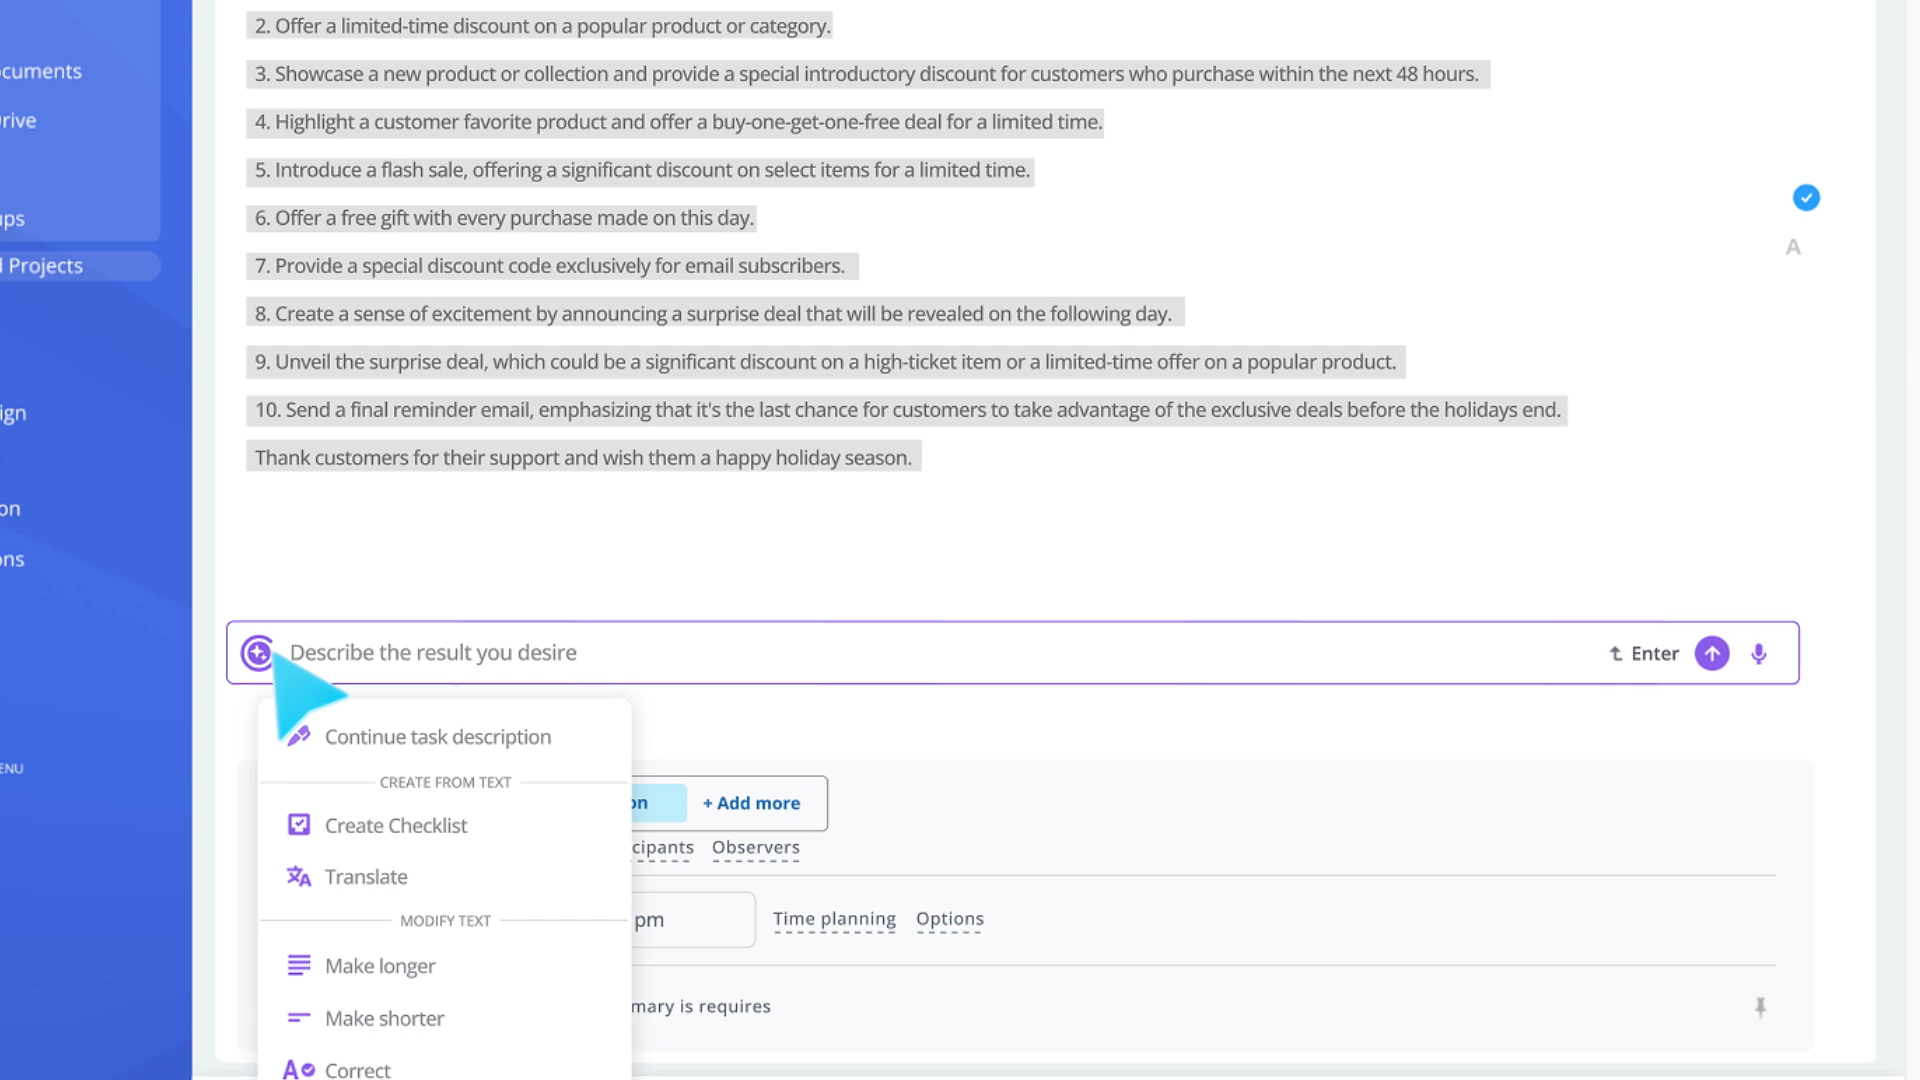 2. Offer a limited-time discount on a popular product or category.
3. Showcase a new product or collection and provide a special introductory discount for customers who purchase within the next 48 hours.
4. Highlight a customer favorite product and offer a buy-one-get-one-free deal for a limited time.
5. Introduce a flash sale, offering a significant discount on select items for a limited time.
6. Offer a free gift with every purchase made on this day.
7. Provide a special discount code exclusively for email subscribers.
8. Create a sense of excitement by announcing a surprise deal that will be revealed on the following day.
9. Unveil the surprise deal, which could be a significant discount on a high-ticket item or a limited-time offer on a popular product.
10. Send a final reminder email, emphasizing that it's the last chance for customers to take advantage of the exclusive deals before the holidays end.
Thank customers for their support and wish them a happy holiday season.
cuments
rive
ups
Projects
ign
on
ons
ENU
A
Describe the result you desire
Enter
Continue task description
CREATE FROM TEXT
Create Checklist
Translate
MODIFY TEXT
Make longer
Make shorter
Correct
on
+ Add more
cipants Observers
pm
Time planning Options
mary is requires